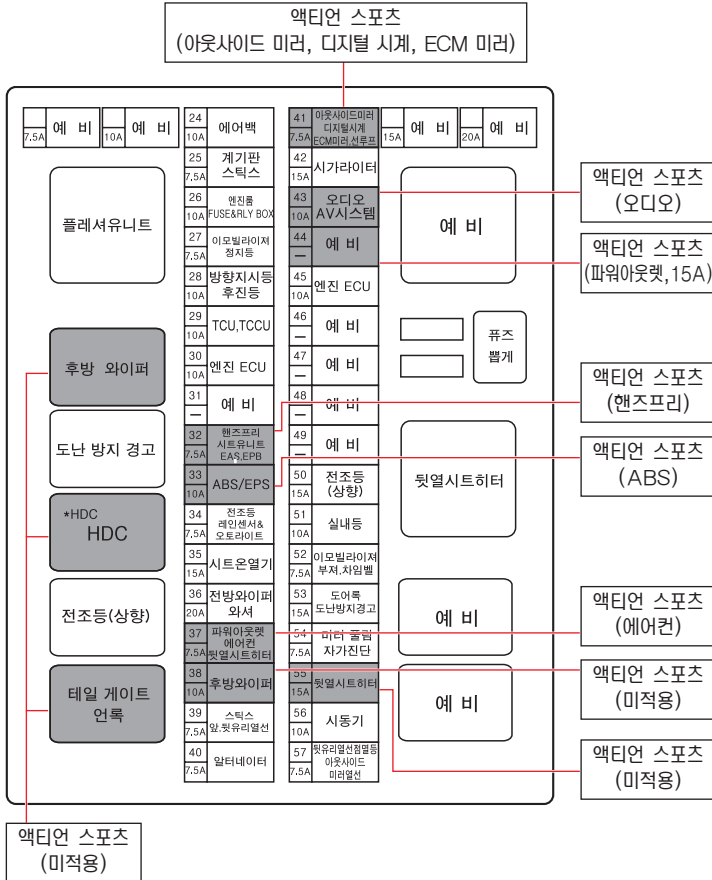 액티언 스포츠
(아웃사이드 미러, 디지털 시계, ECM 미러)
7.5A 예 비
10A 예 비
24 10A 에어백
41 7.5A 아웃사이드미러
디지털시계
ECM미러,선루프
15A 예 비
20A 예 비
25 7.5A 계기판
스틱스
42 15A 시가라이터
26 10A 엔진룸
FUSE&RLY BOX
43 10A 오디오
AV시스템
27 7.5A 이모빌라이져
정지등
44 – 예 비
28 10A 방향지시등
후진등
45 10A 엔진 ECU
29 10A TCU,TCCU
46 – 예 비
30 10A 엔진 ECU
47 – 예 비
31 – 예 비
48 – 예 비
32 7.5A 핸즈프리
시트유니트
EAS,EPB
49 – 예 비
33 10A ABS/EPS
50 15A 전조등
(상향)
34 7.5A 전조등
레인센서&
오토라이트
51 10A 실내등
35 15A 시트온열기
52 7.5A 이모빌라이져
부져,차임벨
36 20A 전방와이퍼
와셔
53 15A 도어록
도난방지경고
37 7.5A 파워아웃렛
에어컨
뒷열시트히터
54 7.5A 미러 폴딩
자가진단
38 10A 후방와이퍼
55 15A 뒷열시트히터
39 7.5A 스틱스
앞,뒷유리열선
56 10A 시동기
40 7.5A 알터네이터
57 7.5A 뒷유리열선점멸등
아웃사이드
미러열선
플레셔유니트
후방 와이퍼
도난 방지 경고
*HDC
HDC
전조등(상향)
테일 게이트
언록
예 비
퓨즈
뽑게
뒷열시트히터
예 비
예 비
액티언 스포츠
(오디오)
액티언 스포츠
(파워아웃렛,15A)
액티언 스포츠
(핸즈프리)
액티언 스포츠
(ABS)
액티언 스포츠
(에어컨)
액티언 스포츠
(미적용)
액티언 스포츠
(미적용)
액티언 스포츠
(미적용)